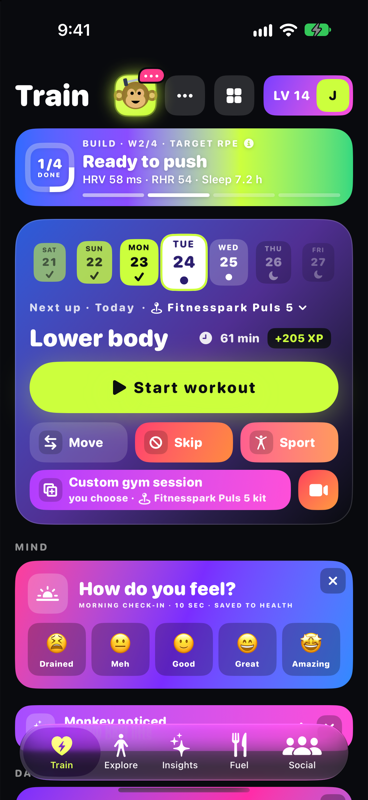 9:41
Train
LV 14 J
BUILD · W2/4 · TARGET RPE
1/4
DONE
Ready to push
HRV 58 ms · RHR 54 · Sleep 7.2 h
SAT SUN MON TUE WED THU FRI
21 22 23 24 25 26 27
Next up · Today · Fitnesspark Puls 5
Lower body 61 min +205 XP
Start workout
Move Skip Sport
Custom gym session
you choose · Fitnesspark Puls 5 kit
MIND
How do you feel?
MORNING CHECK-IN · 10 SEC · SAVED TO HEALTH
Drained Meh Good Great Amazing
Monkey noticed
Train Explore Insights Fuel Social